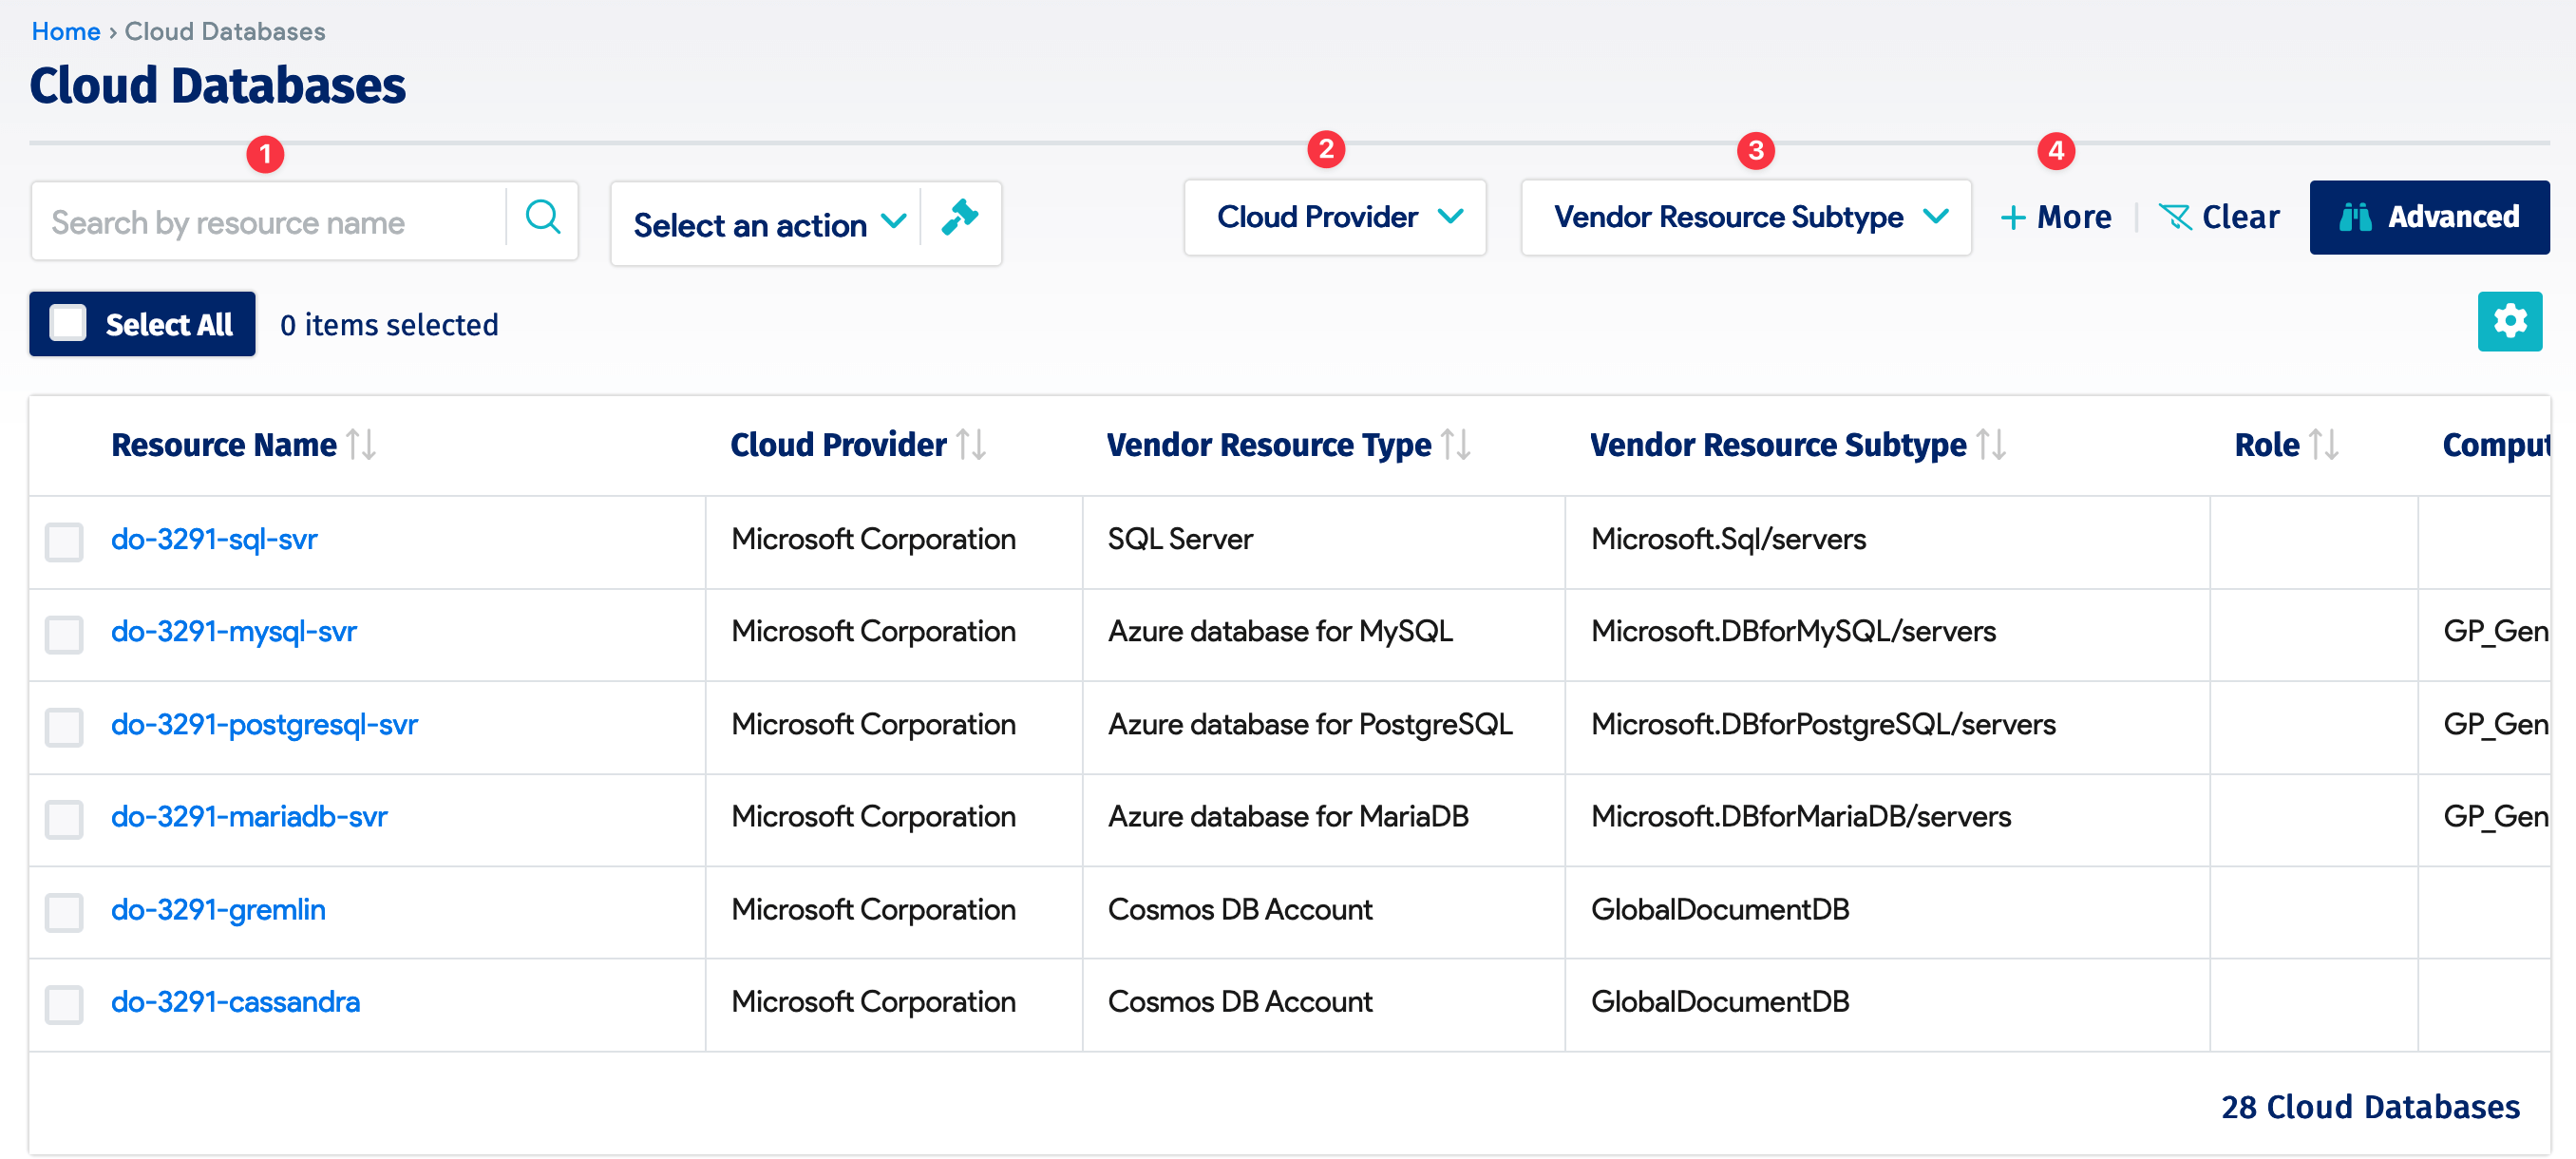 Home › Cloud Databases
Cloud Databases
1 2 3 4
Search by resource name Select an action Cloud Provider Vendor Resource Subtype + More Clear Advanced
Select All 0 items selected
Resource Name Cloud Provider Vendor Resource Type Vendor Resource Subtype Role Comput
do-3291-sql-svr Microsoft Corporation SQL Server Microsoft.Sql/servers
do-3291-mysql-svr Microsoft Corporation Azure database for MySQL Microsoft.DBforMySQL/servers GP_Gen
do-3291-postgresql-svr Microsoft Corporation Azure database for PostgreSQL Microsoft.DBforPostgreSQL/servers GP_Gen
do-3291-mariadb-svr Microsoft Corporation Azure database for MariaDB Microsoft.DBforMariaDB/servers GP_Gen
do-3291-gremlin Microsoft Corporation Cosmos DB Account GlobalDocumentDB
do-3291-cassandra Microsoft Corporation Cosmos DB Account GlobalDocumentDB
28 Cloud Databases